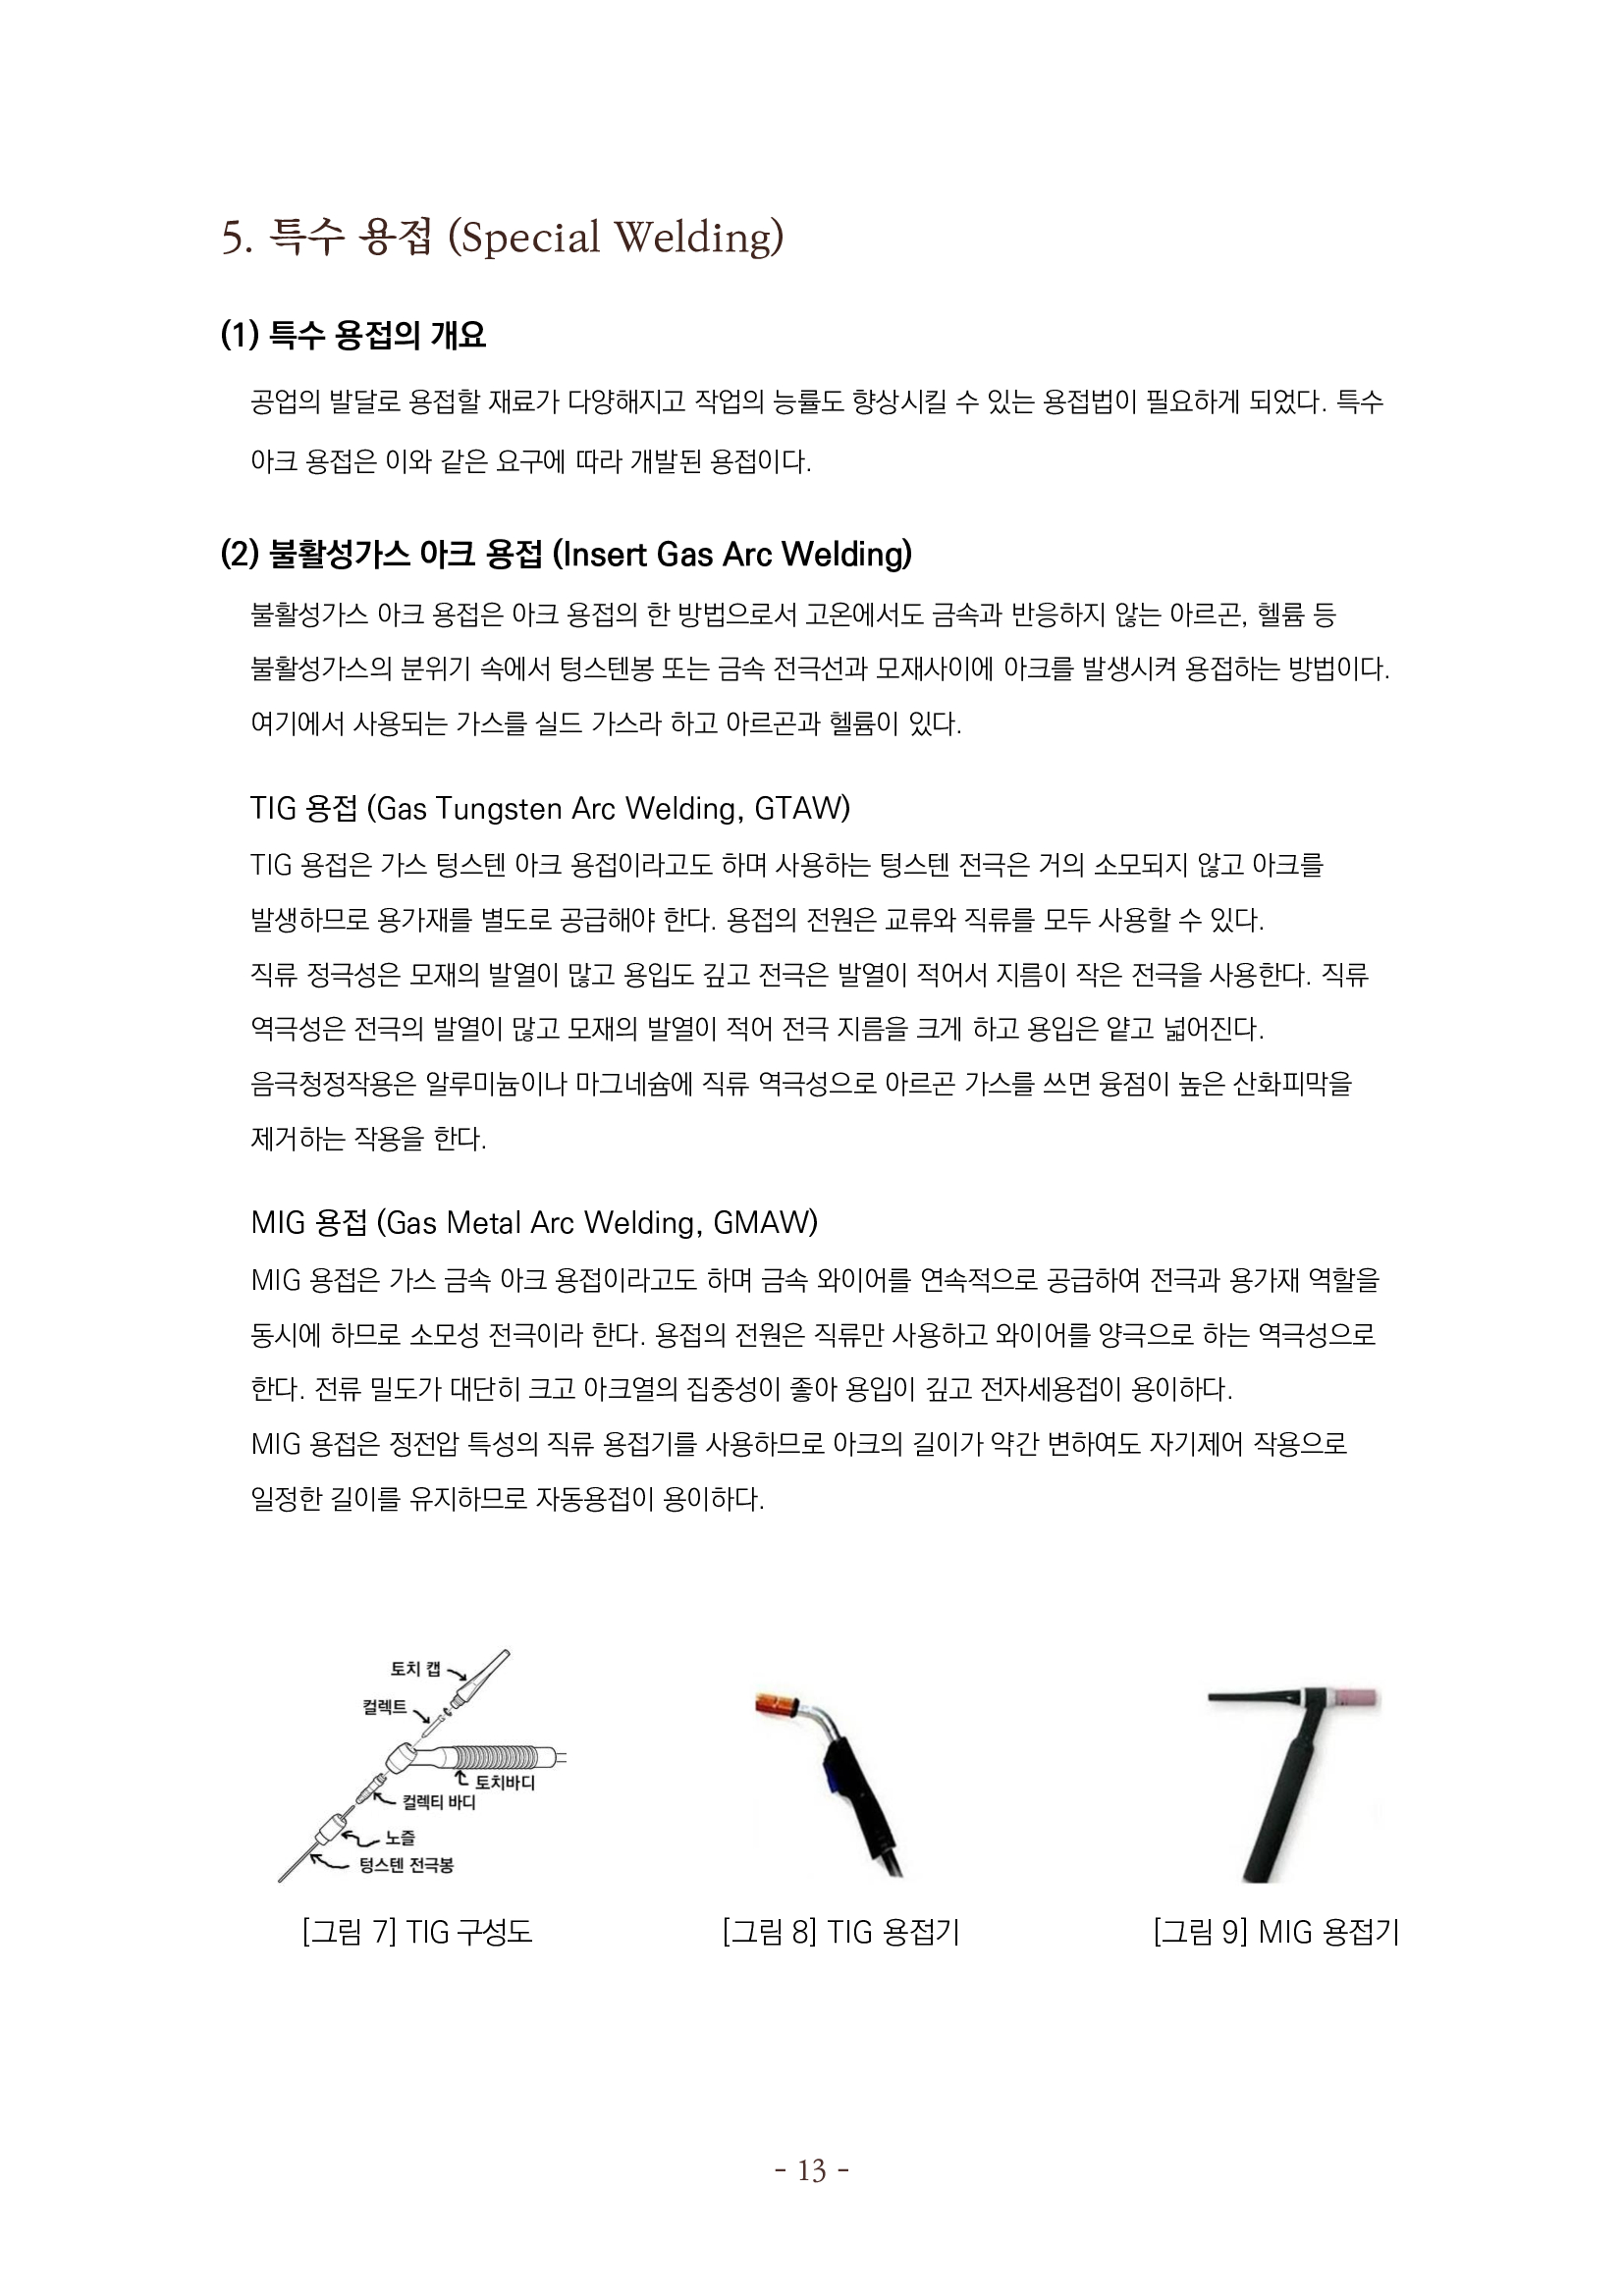 5. 특수 용접 (Special Welding)
(1) 특수 용접의 개요
공업의 발달로 용접할 재료가 다양해지고 작업의 능률도 향상시킬 수 있는 용접법이 필요하게 되었다. 특수
아크 용접은 이와 같은 요구에 따라 개발된 용접이다.
(2) 불활성가스 아크 용접 (Insert Gas Arc Welding)
불활성가스 아크 용접은 아크 용접의 한 방법으로서 고온에서도 금속과 반응하지 않는 아르곤, 헬륨 등
불활성가스의 분위기 속에서 텅스텐봉 또는 금속 전극선과 모재사이에 아크를 발생시켜 용접하는 방법이다.
여기에서 사용되는 가스를 실드 가스라 하고 아르곤과 헬륨이 있다.
TIG 용접 (Gas Tungsten Arc Welding, GTAW)
TIG 용접은 가스 텅스텐 아크 용접이라고도 하며 사용하는 텅스텐 전극은 거의 소모되지 않고 아크를
발생하므로 용가재를 별도로 공급해야 한다. 용접의 전원은 교류와 직류를 모두 사용할 수 있다.
직류 정극성은 모재의 발열이 많고 용입도 깊고 전극은 발열이 적어서 지름이 작은 전극을 사용한다. 직류
역극성은 전극의 발열이 많고 모재의 발열이 적어 전극 지름을 크게 하고 용입은 얕고 넓어진다.
음극청정작용은 알루미늄이나 마그네슘에 직류 역극성으로 아르곤 가스를 쓰면 융점이 높은 산화피막을
제거하는 작용을 한다.
MIG 용접 (Gas Metal Arc Welding, GMAW)
MIG 용접은 가스 금속 아크 용접이라고도 하며 금속 와이어를 연속적으로 공급하여 전극과 용가재 역할을
동시에 하므로 소모성 전극이라 한다. 용접의 전원은 직류만 사용하고 와이어를 양극으로 하는 역극성으로
한다. 전류 밀도가 대단히 크고 아크열의 집중성이 좋아 용입이 깊고 전자세용접이 용이하다.
MIG 용접은 정전압 특성의 직류 용접기를 사용하므로 아크의 길이가 약간 변하여도 자기제어 작용으로
일정한 길이를 유지하므로 자동용접이 용이하다.
토치 캡
컬렉트
토치바디
컬렉티 바디
노즐
텅스텐 전극봉
[그림 7] TIG 구성도
[그림 8] TIG 용접기
[그림 9] MIG 용접기
- 13 -